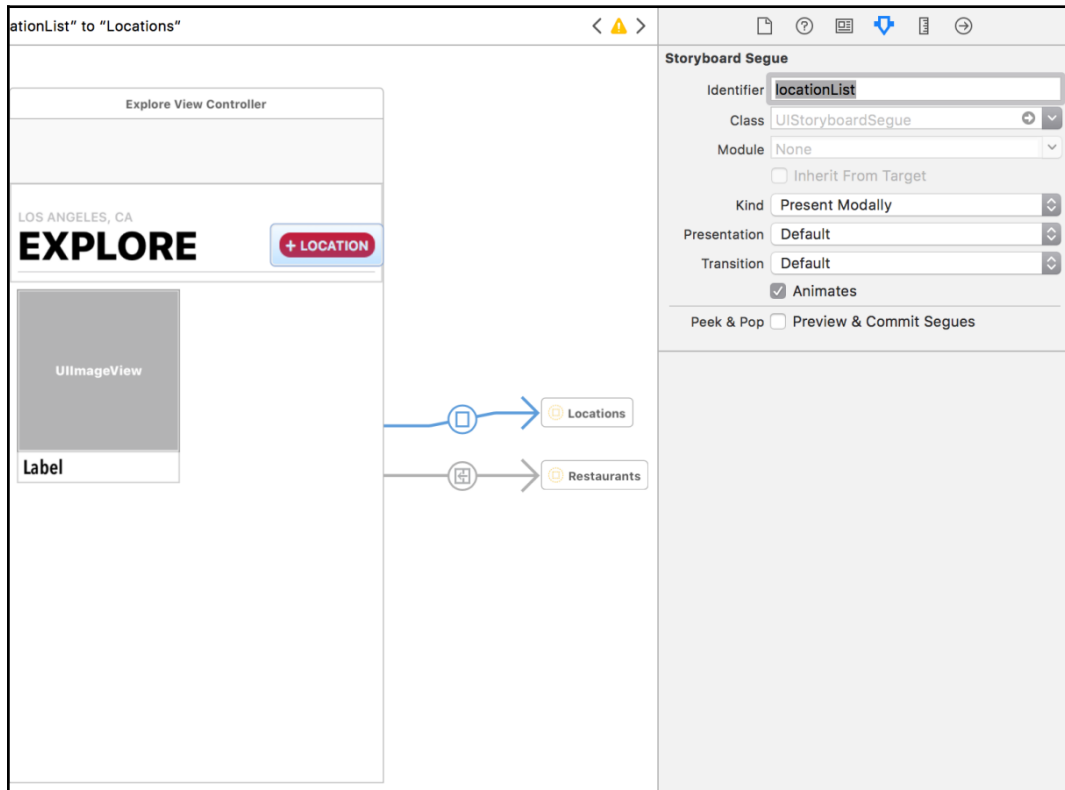 ationList” to “Locations”
Explore View Controller
LOS ANGELES, CA
EXPLORE
+ LOCATION
UIImageView
Label
Locations
Restaurants
Storyboard Segue
Identifier locationList
Class UIStoryboardSegue
Module None
Inherit From Target
Kind Present Modally
Presentation Default
Transition Default
Animates
Peek & Pop Preview & Commit Segues